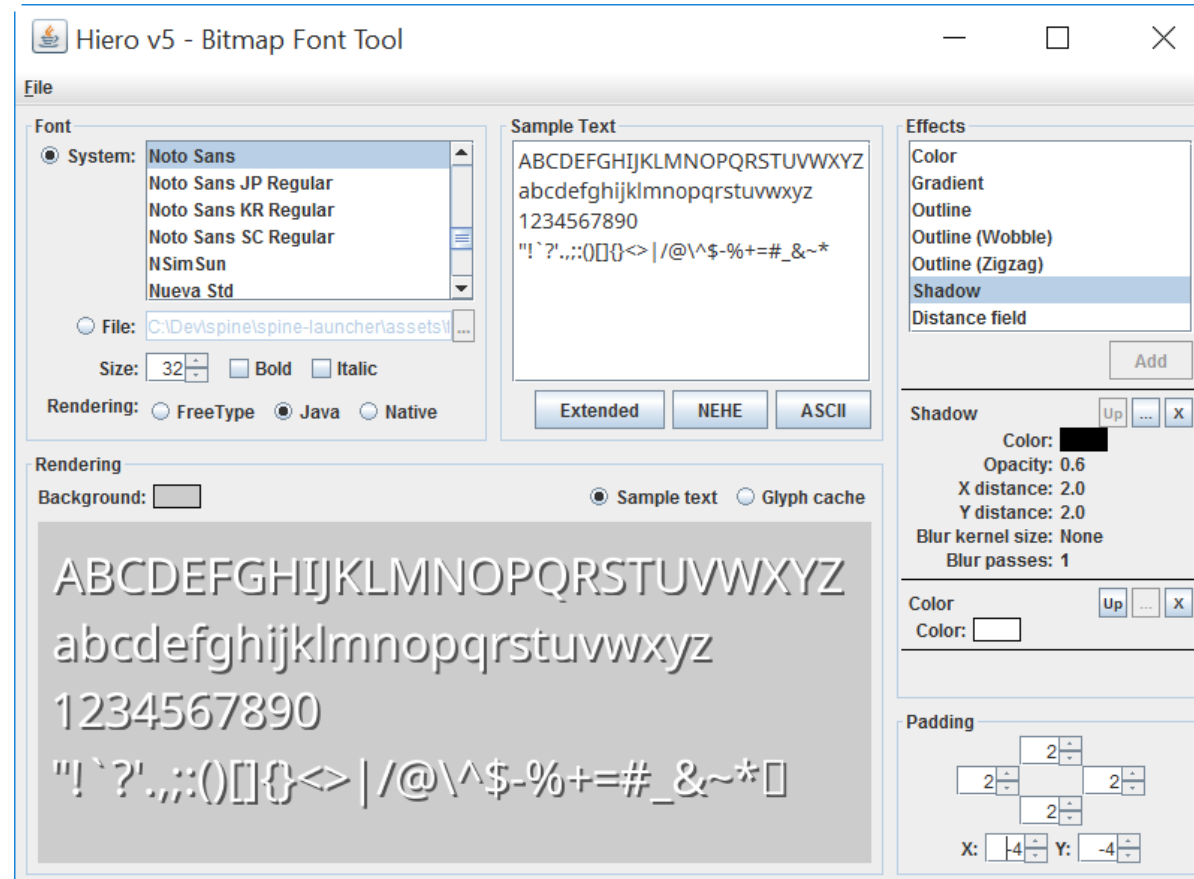 Hiero v5 - Bitmap Font Tool
File
Font
System:
Noto Sans
Noto Sans JP Regular
Noto Sans KR Regular
Noto Sans SC Regular
NSimSun
Nueva Std
File: C:\Dev\spine\spine-launcher\assets\f ...
Size: 32 Bold Italic
Rendering: FreeType Java Native
Sample Text
ABCDEFGHIJKLMNOPQRSTUVWXYZ
abcdefghijklmnopqrstuvwxyz
1234567890
"!`?'.,;:()[]{}<>|/@\^$-%+=#_&~*
Extended NEHE ASCII
Effects
Color
Gradient
Outline
Outline (Wobble)
Outline (Zigzag)
Shadow
Distance field
Add
Shadow Up ... X
Color:
Opacity: 0.6
X distance: 2.0
Y distance: 2.0
Blur kernel size: None
Blur passes: 1
Color Up ... X
Color:
Rendering
Background: Sample text Glyph cache
ABCDEFGHIJKLMNOPQRSTUVWXYZ
abcdefghijklmnopqrstuvwxyz
1234567890
"!`?'.,;:()[]{}<>|/@\^$-%+=#_&~*▯
Padding
2
2 2
2
X: -4 Y: -4